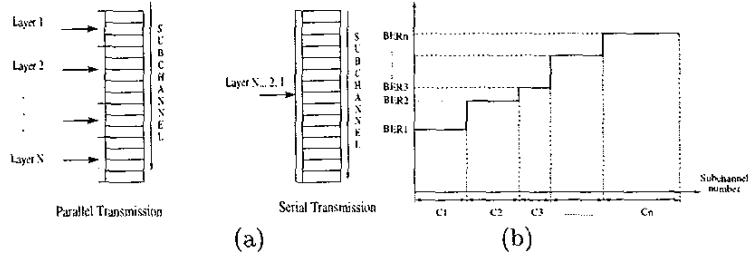 Layer 1
Layer 2
Layer N
SUBCHANNEL
Parallel Transmission
Layer N... 2, 1
SUBCHANNEL
Serial Transmission
(a)
BERn
BER3
BER2
BER1
Subchannel
number
C1 C2 C3 .......... Cn
(b)